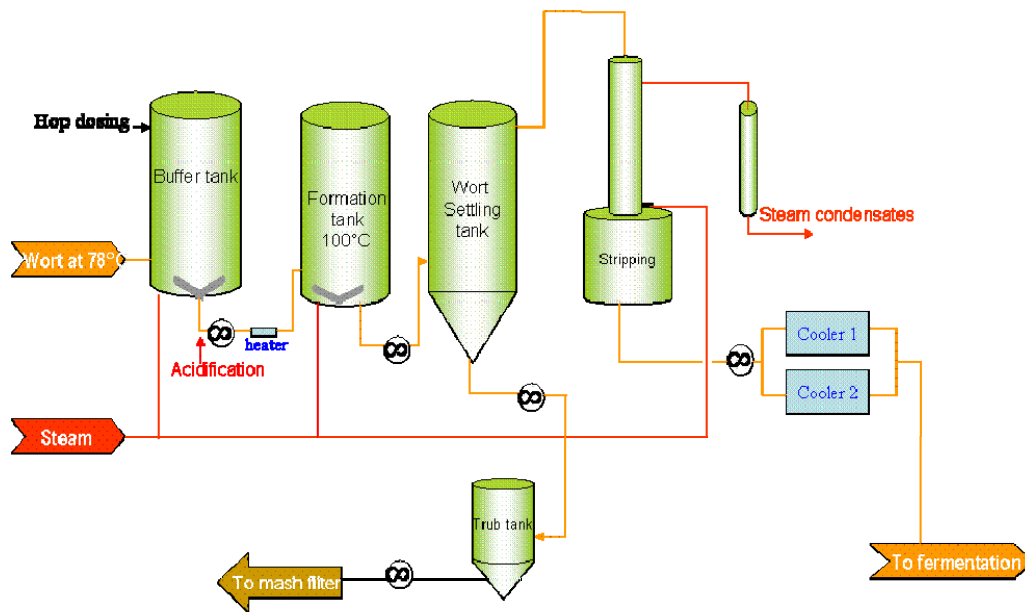 Hop dosing
Buffer tank
Formation
tank
100°C
Wort
Settling
tank
Steam condensates
Wort at 78°C
Stripping
heater
Acidification
Cooler 1
Cooler 2
Steam
Trub tank
To mash filter
To fermentation